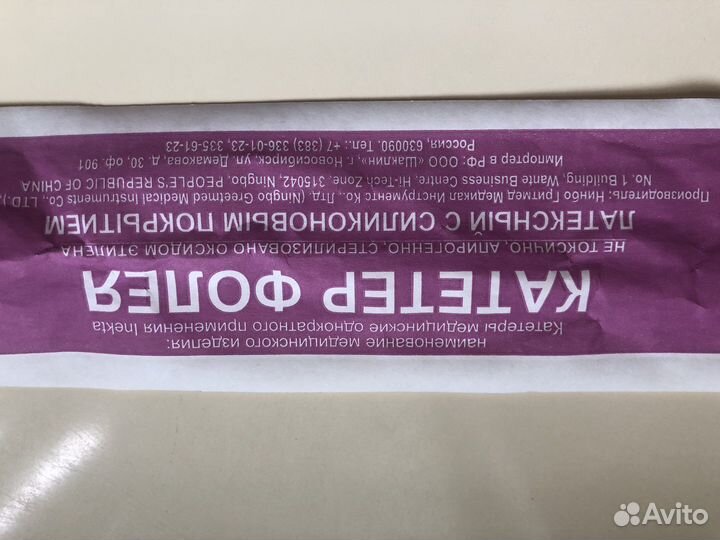 наименование медицинского изделия:
Катетеры медицинские однократного применения Inekta
КАТЕТЕР ФОЛЕЯ
НЕ ТОКСИЧНО, АПИРОГЕННО, СТЕРИЛИЗОВАНО ОКСИДОМ ЭТИЛЕНА
ЛАТЕКСНЫЙ С СИЛИКОНОВЫМ ПОКРЫТИЕМ
Производитель: Нинбо Гритмед Медикал Инструментс Ко., Лтд. (Ningbo Greetmed Medical Instruments Co., LTD.),
No. 1 Building, Wante Business Centre, Hi-Tech Zone, 315042, Ningbo, PEOPLE'S REPUBLIC OF CHINA
Импортер в РФ: ООО «Шаклин», г. Новосибирск, ул. Демакова, д. 30, оф. 901
Россия, 630090. Тел.: +7 (383) 336-01-23, 335-61-23
Avito